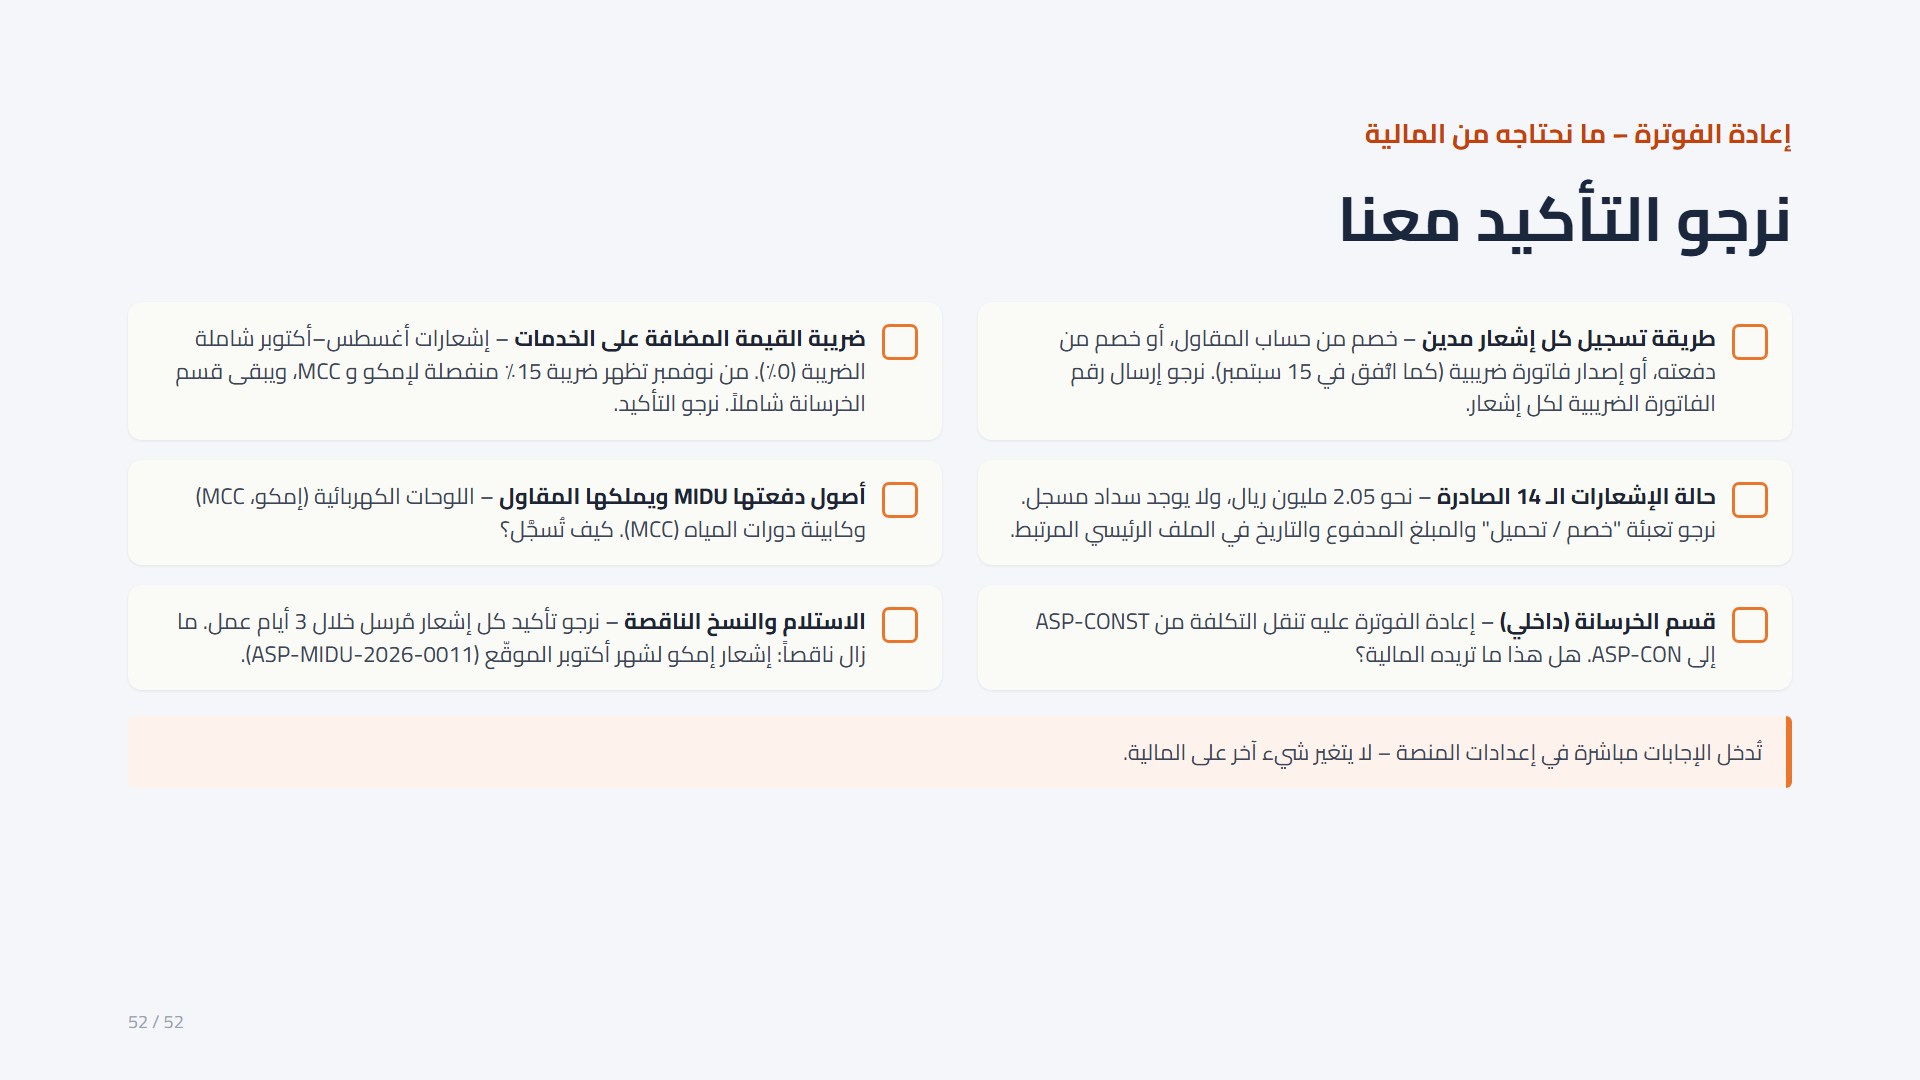 إعادة الفوترة – ما نحتاجه من المالية
نرجو التأكيد معنا
طريقة تسجيل كل إشعار مدين – خصم من حساب المقاول، أو خصم من
دفعته، أو إصدار فاتورة ضريبية (كما اتُفق في 15 سبتمبر). نرجو إرسال رقم
الفاتورة الضريبية لكل إشعار.
ضريبة القيمة المضافة على الخدمات – إشعارات أغسطس–أكتوبر شاملة
الضريبة (0٪). من نوفمبر تظهر ضريبة 15٪ منفصلة لإمكو و MCC، ويبقى قسم
الخرسانة شاملاً. نرجو التأكيد.
حالة الإشعارات الـ 14 الصادرة – نحو 2.05 مليون ريال، ولا يوجد سداد مسجل.
نرجو تعبئة "خصم / تحميل" والمبلغ المدفوع والتاريخ في الملف الرئيسي المرتبط.
أصول دفعتها MIDU ويملكها المقاول – اللوحات الكهربائية (إمكو، MCC)
وكابينة دورات المياه (MCC). كيف تُسجَّل؟
قسم الخرسانة (داخلي) – إعادة الفوترة عليه تنقل التكلفة من ASP-CONST
إلى ASP-CON. هل هذا ما تريده المالية؟
الاستلام والنسخ الناقصة – نرجو تأكيد كل إشعار مُرسل خلال 3 أيام عمل. ما
زال ناقصاً: إشعار إمكو لشهر أكتوبر الموقّع (ASP-MIDU-2026-0011).
تُدخل الإجابات مباشرة في إعدادات المنصة – لا يتغير شيء آخر على المالية.
52 / 52